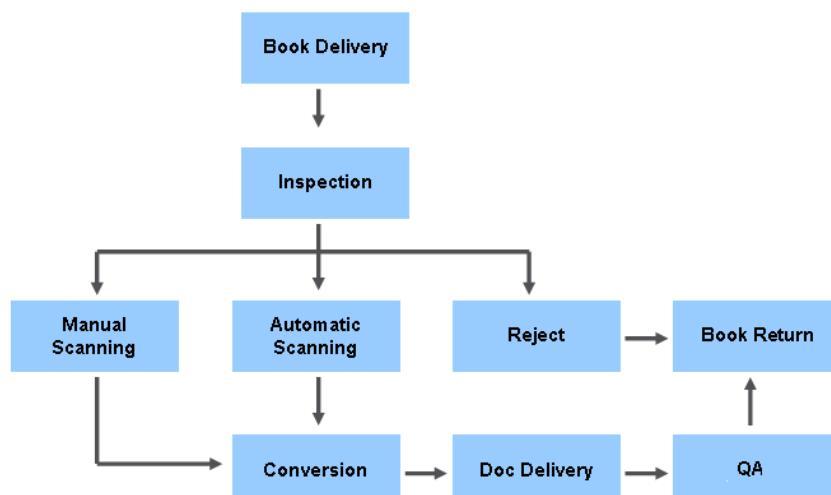 Book Delivery
Inspection
Manual
Scanning
Automatic
Scanning
Reject
Book Return
Conversion
Doc Delivery
QA